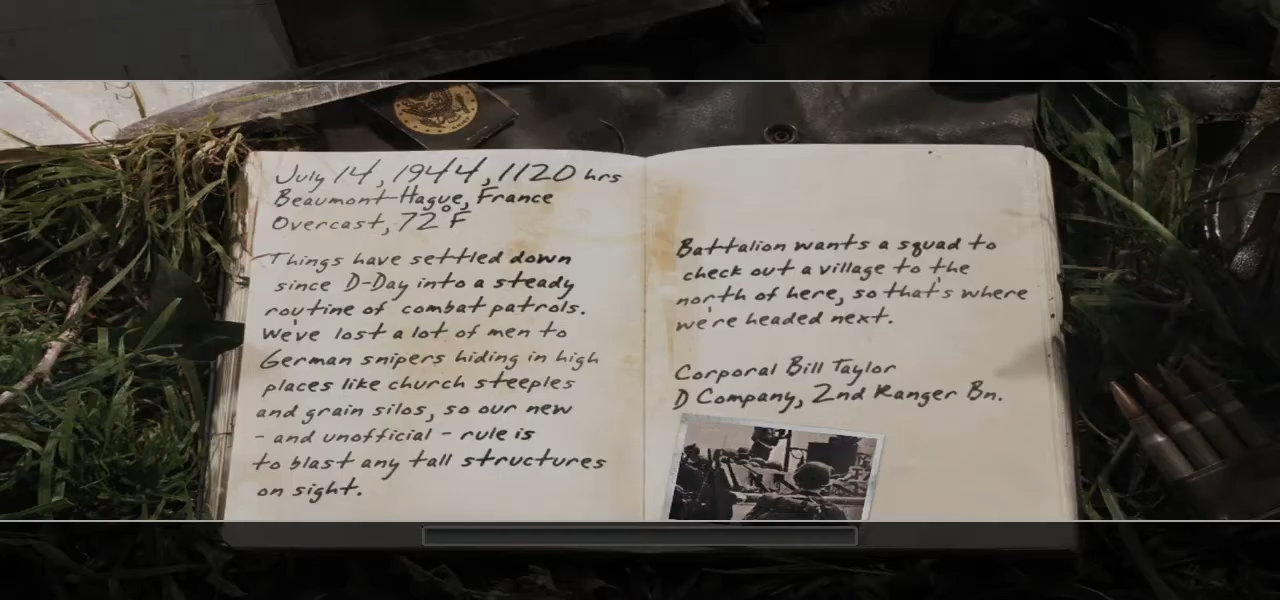 July 14, 1944, 1120 hrs
Beaumont-Hague, France
Overcast, 72°F
Things have settled down
since D-Day into a steady
routine of combat patrols.
We've lost a lot of men to
German snipers hiding in high
places like church steeples
and grain silos, so our new
- and unofficial - rule is
to blast any tall structures
on sight.
Battalion wants a squad to
check out a village to the
north of here, so that's where
we're headed next.
Corporal Bill Taylor
D Company, 2nd Ranger Bn.